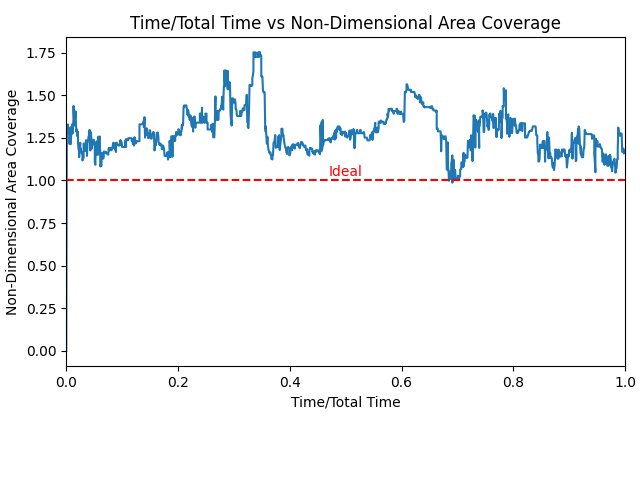 Time/Total Time vs Non-Dimensional Area Coverage
Non-Dimensional Area Coverage
1.75
1.50
1.25
1.00
0.75
0.50
0.25
0.00
Ideal
0.0 0.2 0.4 0.6 0.8 1.0
Time/Total Time